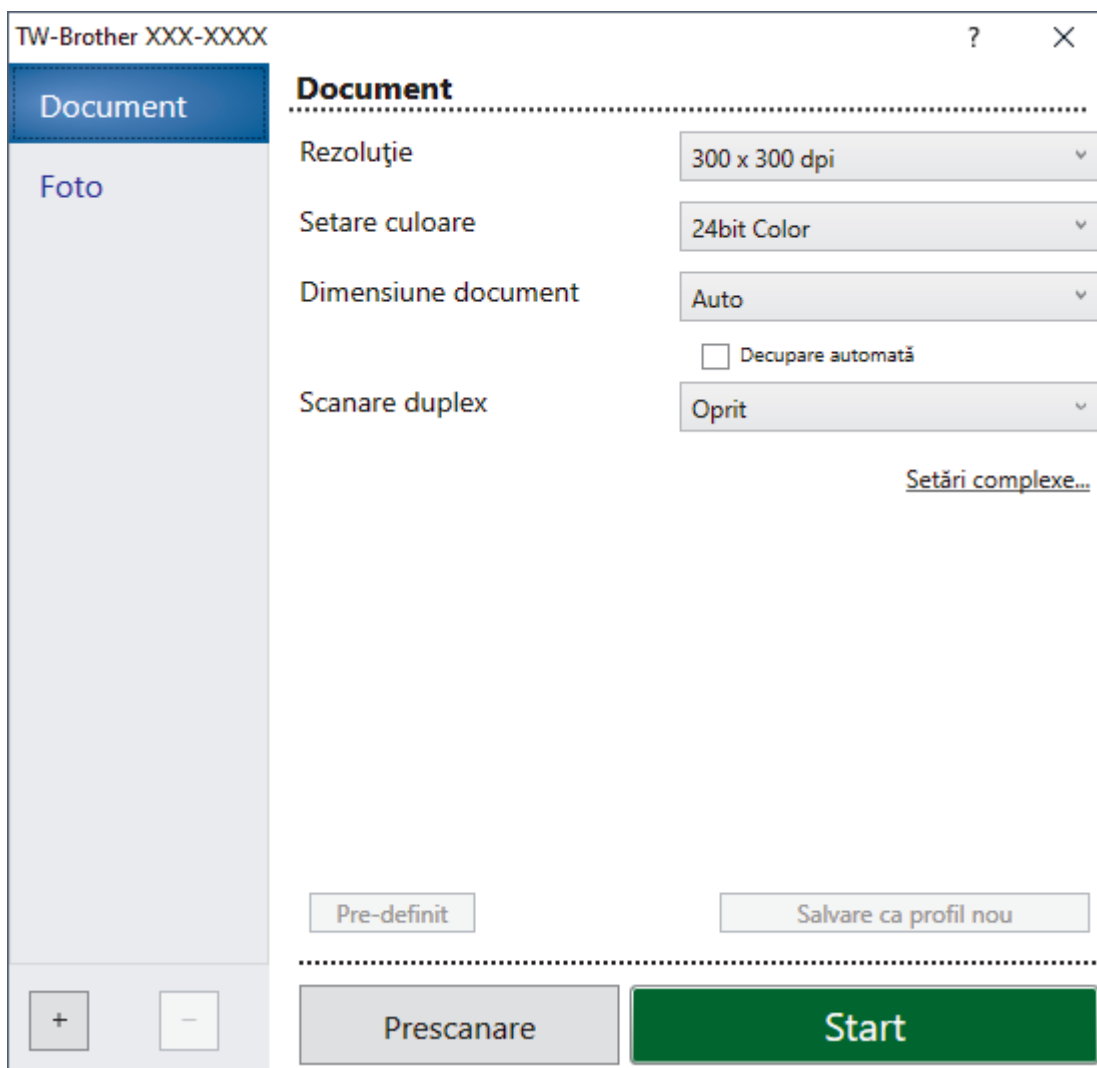 TW-Brother XXX-XXXX
?
Document
Foto
Document
Rezoluţie
300 x 300 dpi
Setare culoare
24bit Color
Dimensiune document
Auto
Decupare automată
Scanare duplex
Oprit
Setări complexe...
Pre-definit
Salvare ca profil nou
+
−
Prescanare
Start